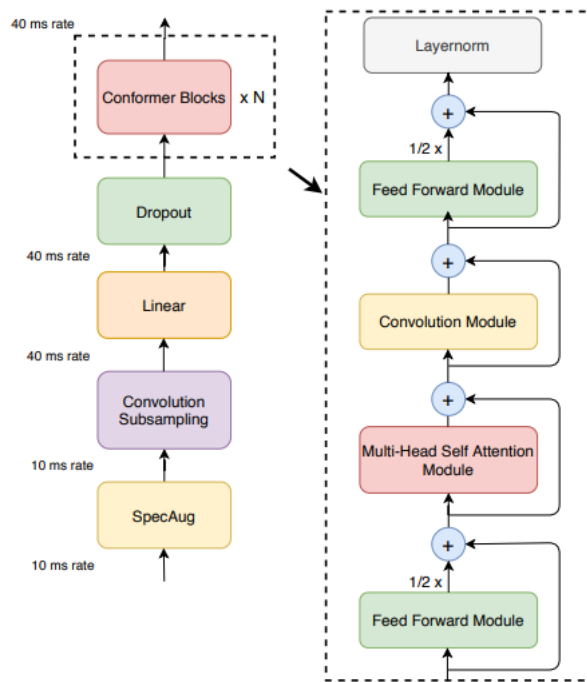 40 ms rate
Conformer Blocks
x N
Dropout
40 ms rate
Linear
40 ms rate
Convolution
Subsampling
10 ms rate
SpecAug
10 ms rate
Layernorm
+
1/2 x
Feed Forward Module
+
Convolution Module
+
Multi-Head Self Attention
Module
+
1/2 x
Feed Forward Module